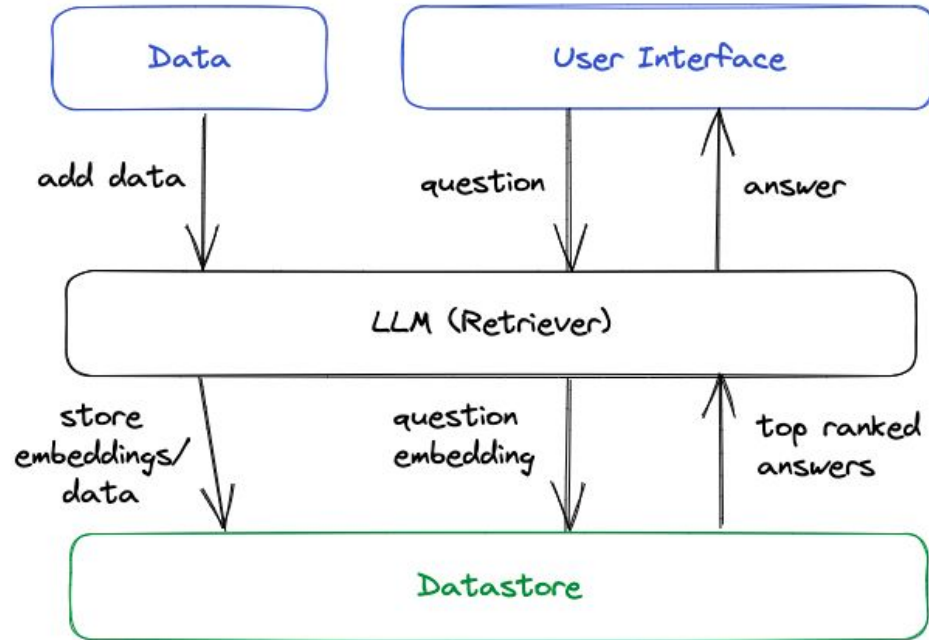 Data
User Interface
add data
question
answer
LLM (Retriever)
store
embeddings/
data
question
embedding
top ranked
answers
Datastore